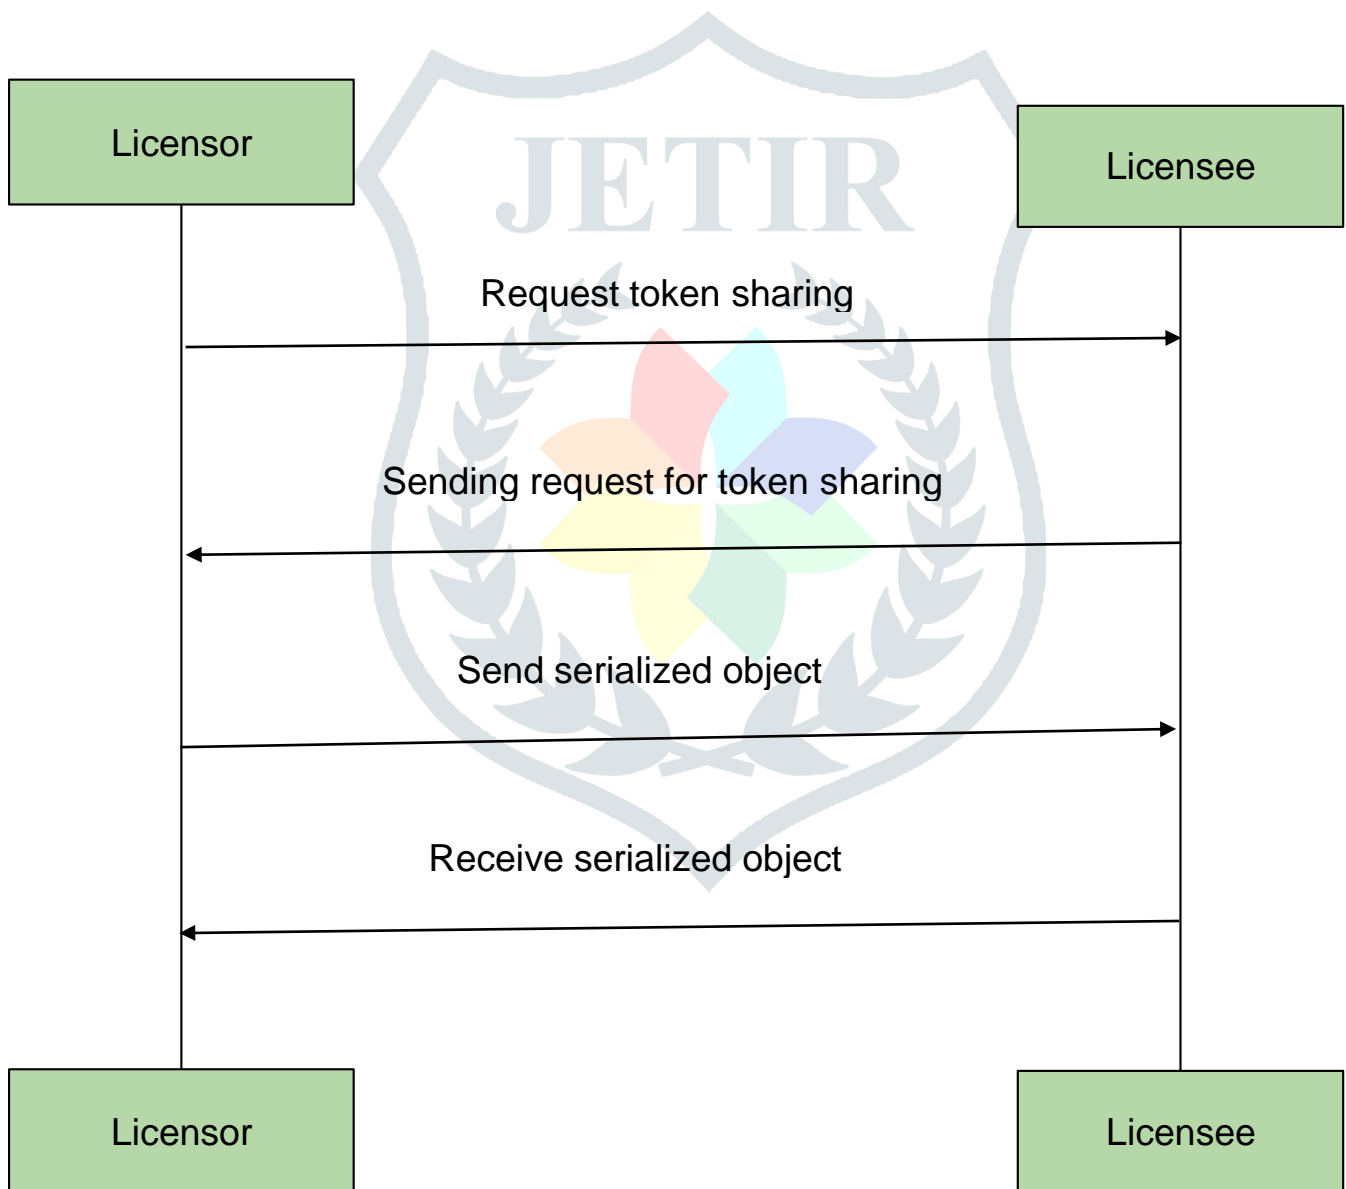 JETIR
Licensor
Licensee
Request token sharing
Sending request for token sharing
Send serialized object
Receive serialized object
Licensor
Licensee